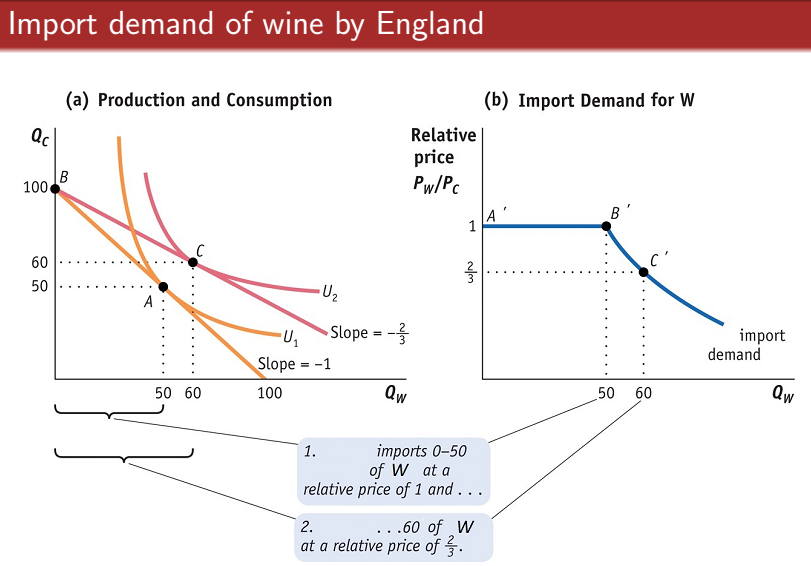 Import demand of wine by England
(a) Production and Consumption
Q_C
B
100
60
50
C
A
U₂
U₁
Slope = –2/3
Slope = –1
50 60 100 Q_W
(b) Import Demand for W
Relative
price
P_W/P_C
A ′
B ′
1
C ′
2/3
import
demand
50 60 Q_W
1. imports 0–50
of W at a
relative price of 1 and . . .
2. . . .60 of W
at a relative price of 2/3.